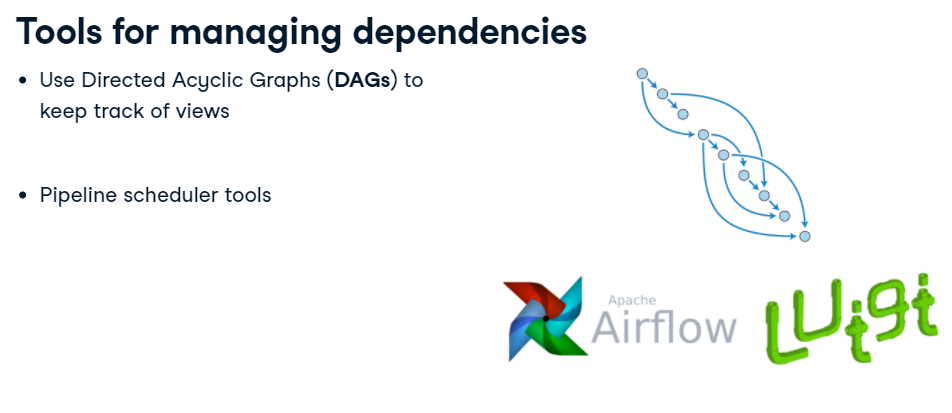 Tools for managing dependencies
• Use Directed Acyclic Graphs (DAGs) to
keep track of views
• Pipeline scheduler tools
Apache
Airflow
Luigi